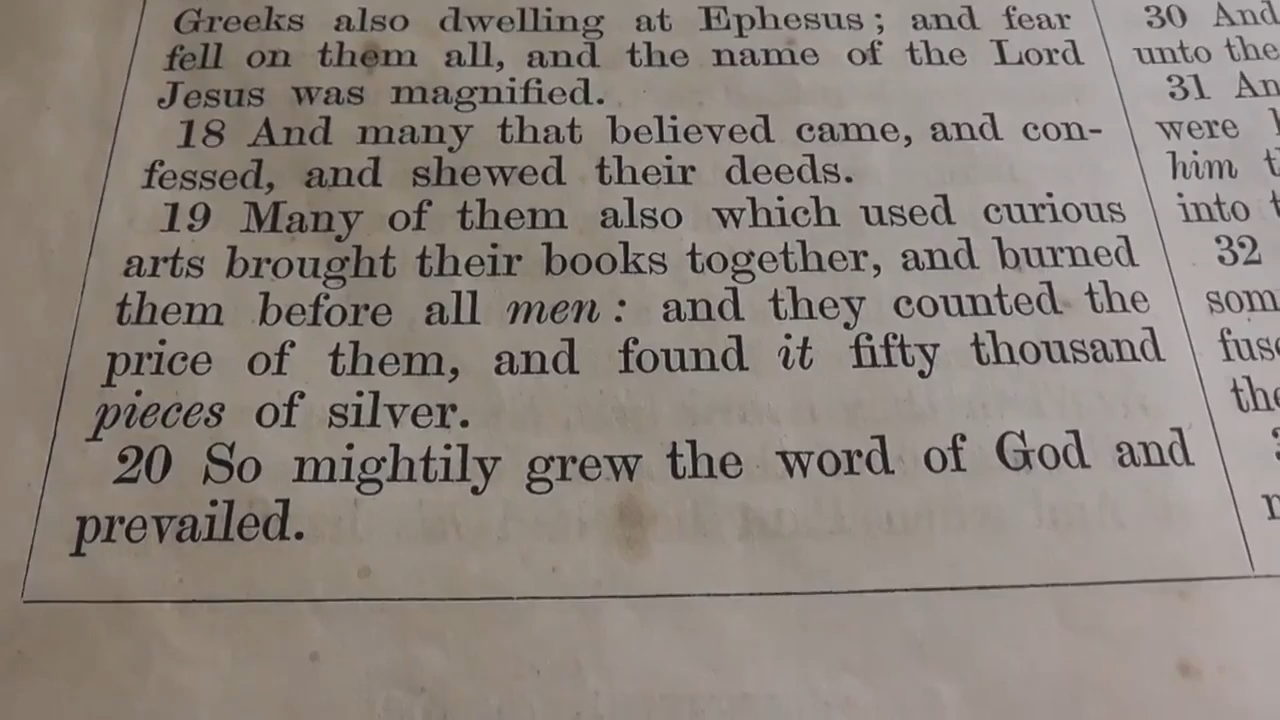 Greeks also dwelling at Ephesus; and fear
fell on them all, and the name of the Lord
Jesus was magnified.
18 And many that believed came, and con-
fessed, and shewed their deeds.
19 Many of them also which used curious
arts brought their books together, and burned
them before all men: and they counted the
price of them, and found it fifty thousand
pieces of silver.
20 So mightily grew the word of God and
prevailed.
30 And
unto the
31 An
were
him
into
32
som
fuse
the